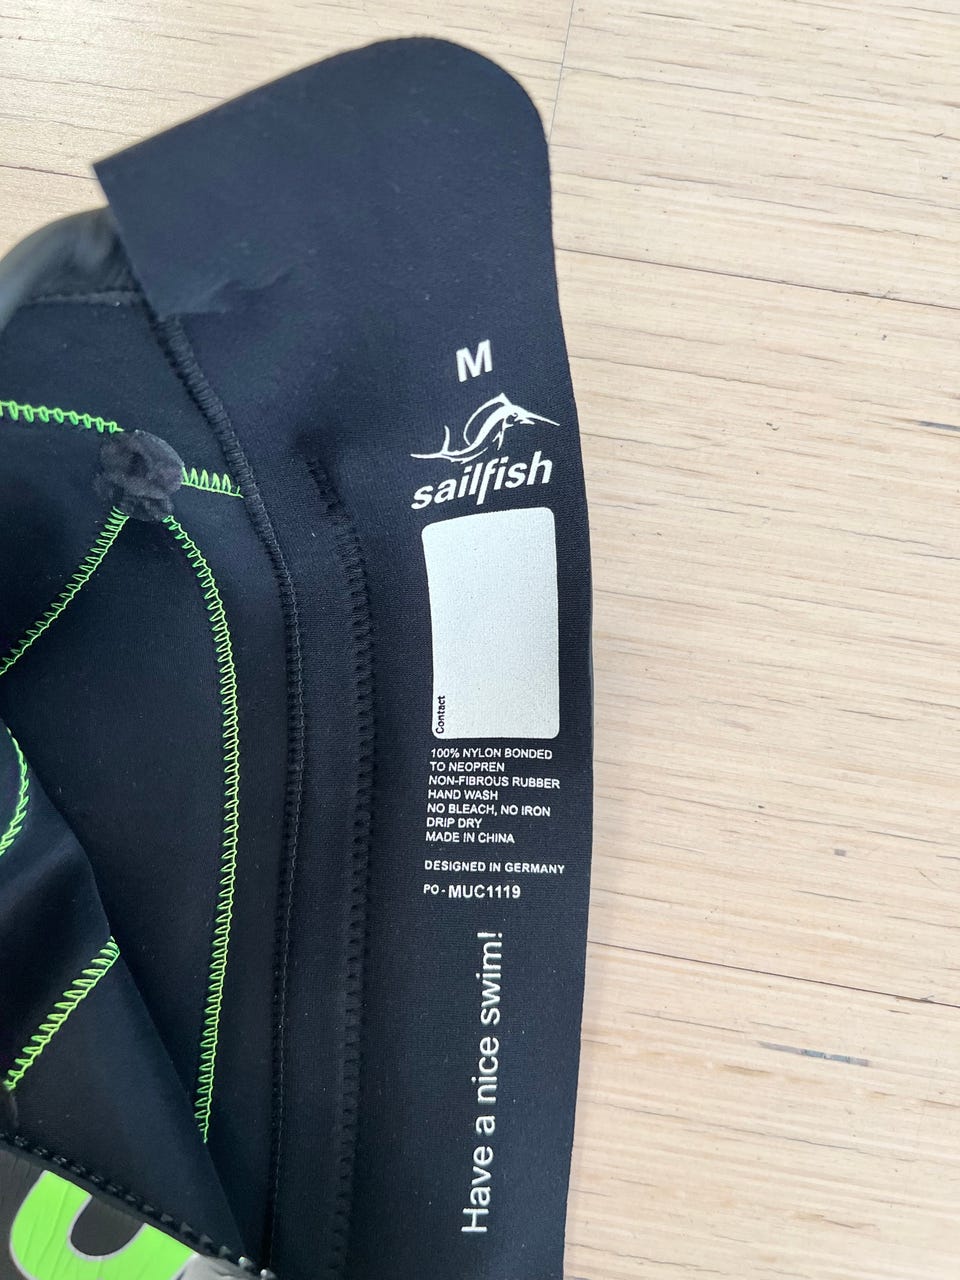 M
sailfish
Contact
100% NYLON BONDED
TO NEOPREN
NON-FIBROUS RUBBER
HAND WASH
NO BLEACH, NO IRON
DRIP DRY
MADE IN CHINA
DESIGNED IN GERMANY
PO - MUC1119
Have a nice swim!